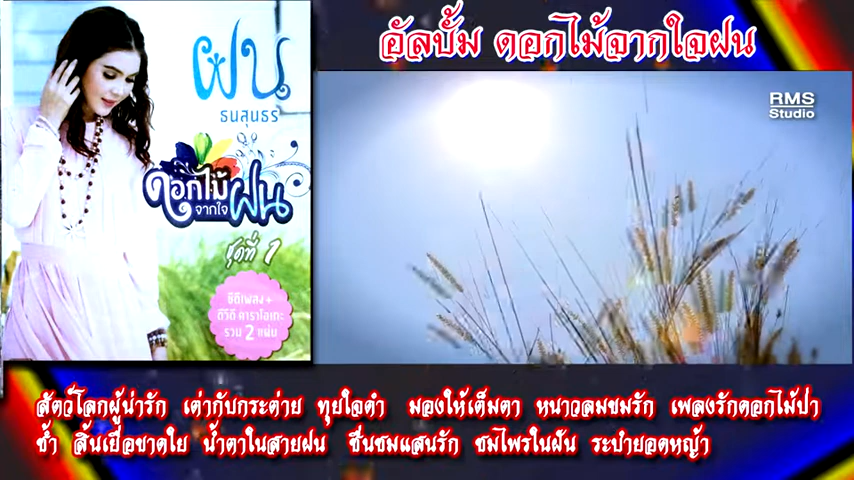 อัลบั้ม ดอกไม้จากใจฝน
ฝน
ธนสุนธร
ดอกไม้
จากใจ
ฝน
ชุดที่ 1
ซีดีเพลง+
ดีวีดี คาราโอเกะ
รวม 2 แผ่น
RMS
Studio
สัตว์โลกผู้น่ารัก เต่ากับกระต่าย ทุยใจดำ มองให้เต็มตา หนาวลมชมรัก เพลงรักดอกไม้ป่า
ช้ำ สิ้นเยื่อขาดใย น้ำตาในสายฝน ชื่นชมแสนรัก ชมไพรในฝัน ระบำยอดหญ้า